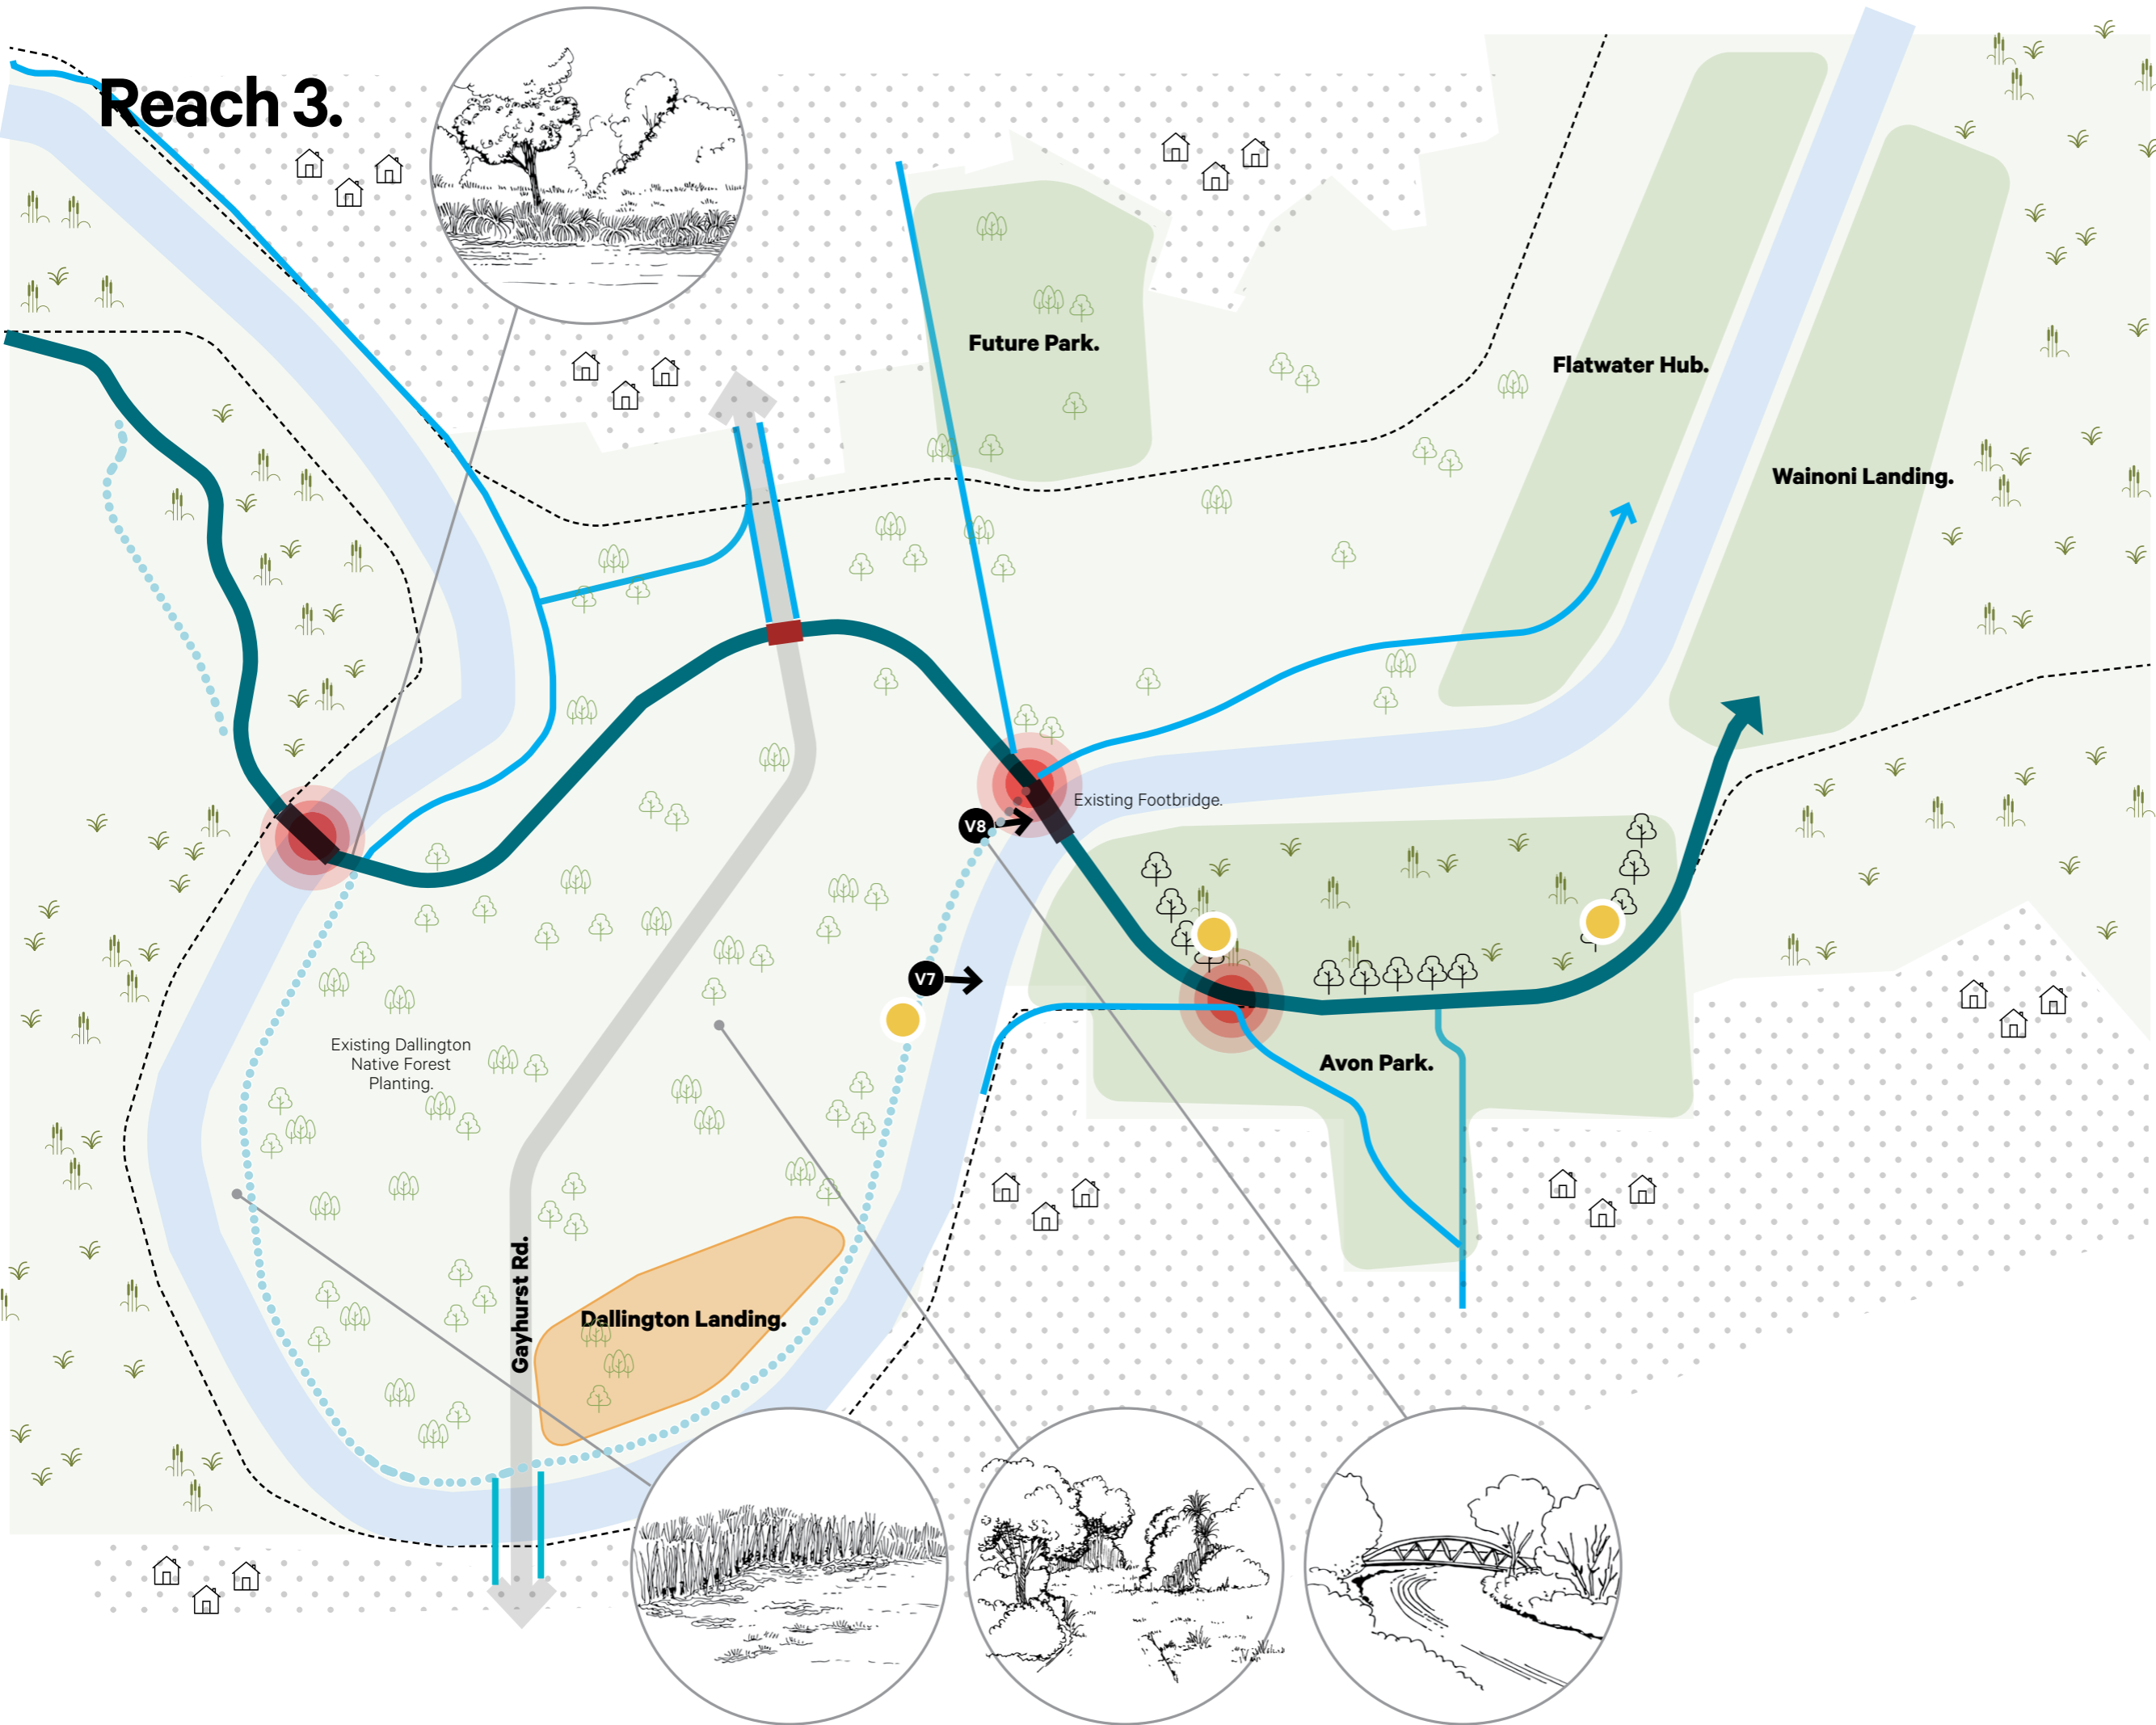 Reach 3.
Future Park.
Flatwater Hub.
Wainoni Landing.
Existing Footbridge.
V8
V7
Existing Dallington
Native Forest
Planting.
Avon Park.
Gayhurst Rd.
Dallington Landing.